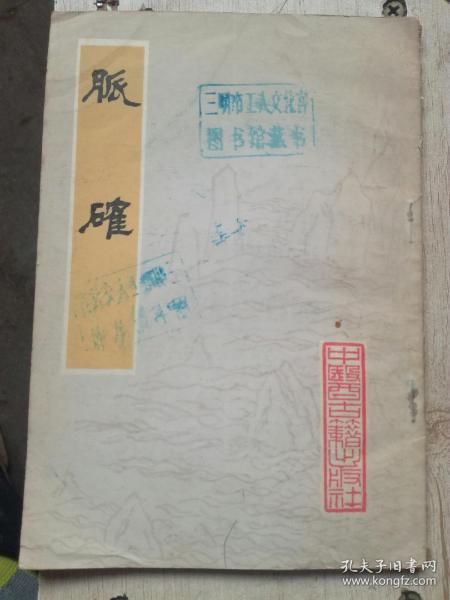 脈確
三明市工人文化宫
图书馆藏书
中醫古籍出版社
孔夫子旧书网
www.kongfz.com